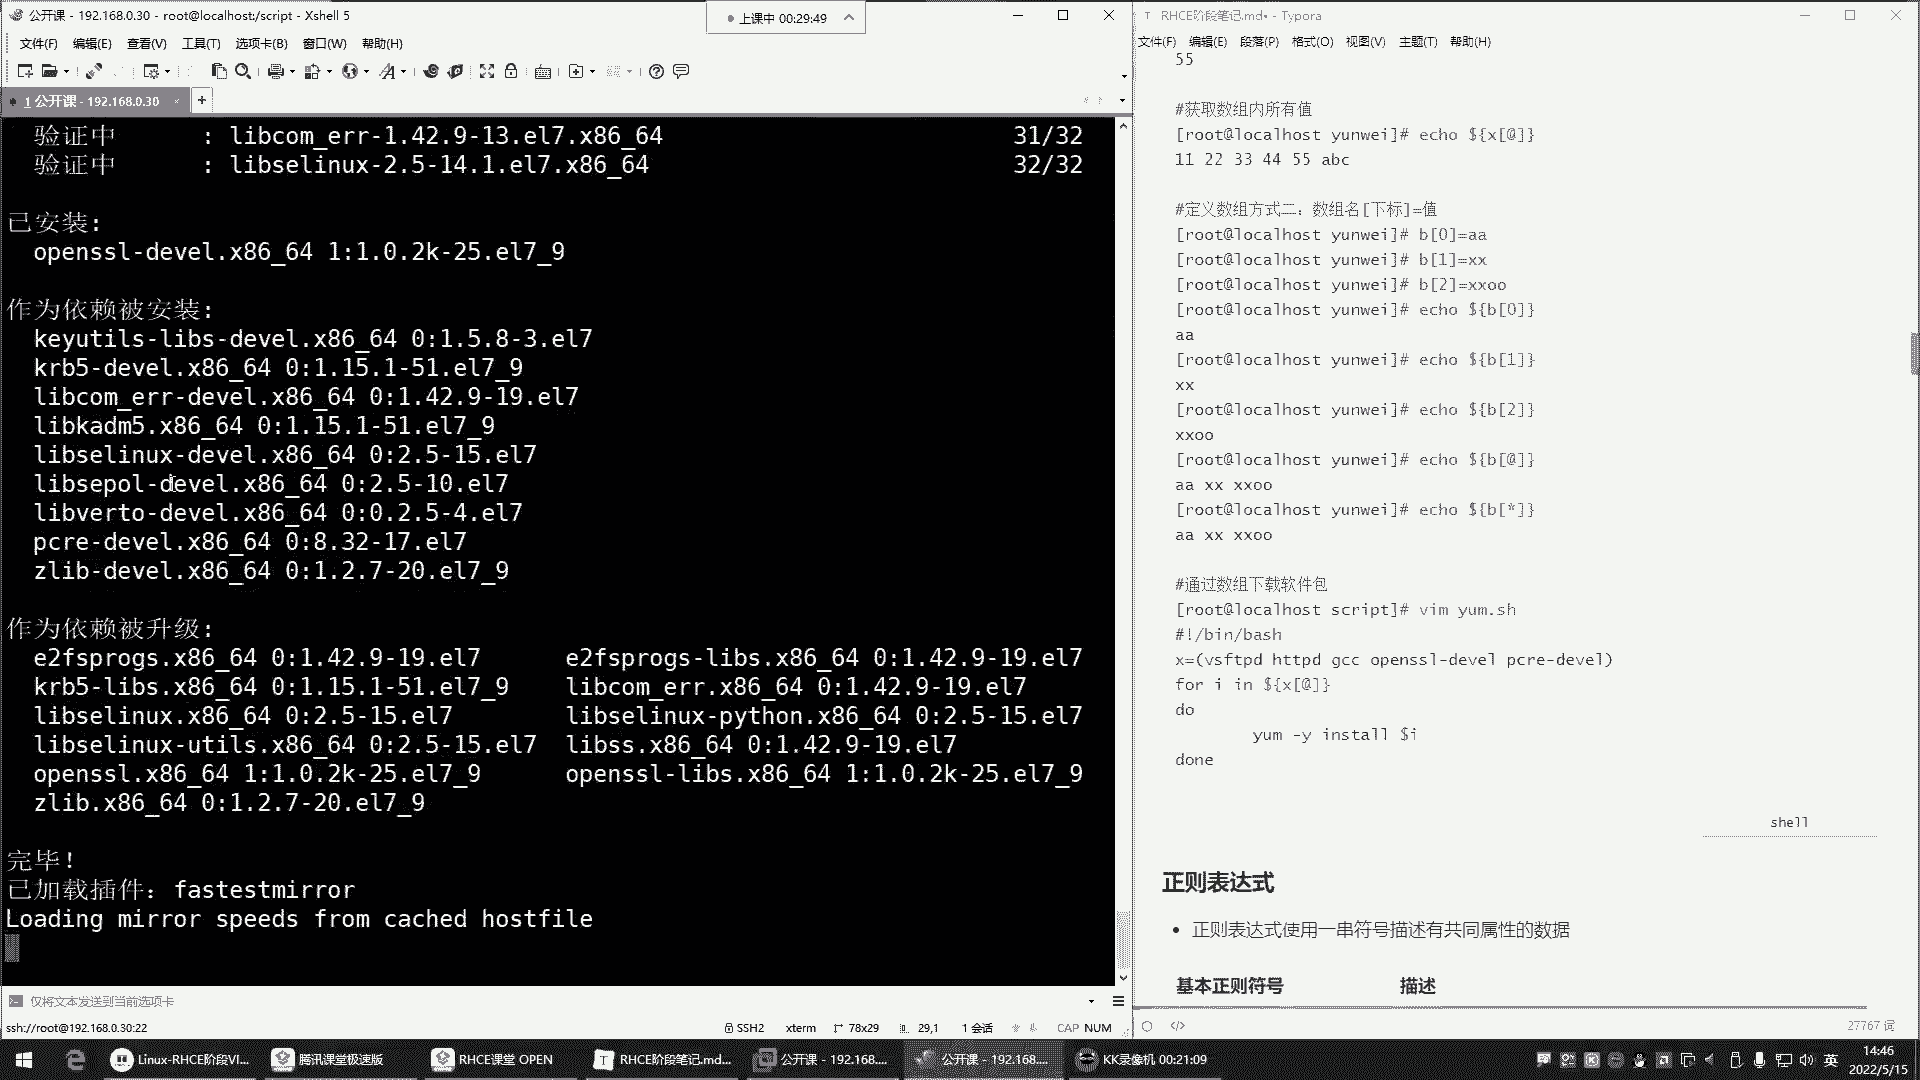 公开课 - 192.168.0.30 - root@localhost:/script - Xshell 5
上课中 00:29:49
文件(F) 编辑(E) 查看(V) 工具(T) 选项卡(B) 窗口(W) 帮助(H)
1 公开课 - 192.168.0.30
验证中 : libcom_err-1.42.9-13.el7.x86_64 31/32
验证中 : libselinux-2.5-14.1.el7.x86_64 32/32
已安装:
openssl-devel.x86_64 1:1.0.2k-25.el7_9
作为依赖被安装:
keyutils-libs-devel.x86_64 0:1.5.8-3.el7
krb5-devel.x86_64 0:1.15.1-51.el7_9
libcom_err-devel.x86_64 0:1.42.9-19.el7
libkadm5.x86_64 0:1.15.1-51.el7_9
libselinux-devel.x86_64 0:2.5-15.el7
libsepol-devel.x86_64 0:2.5-10.el7
libverto-devel.x86_64 0:0.2.5-4.el7
pcre-devel.x86_64 0:8.32-17.el7
zlib-devel.x86_64 0:1.2.7-20.el7_9
作为依赖被升级:
e2fsprogs.x86_64 0:1.42.9-19.el7 e2fsprogs-libs.x86_64 0:1.42.9-19.el7
krb5-libs.x86_64 0:1.15.1-51.el7_9 libcom_err.x86_64 0:1.42.9-19.el7
libselinux.x86_64 0:2.5-15.el7 libselinux-python.x86_64 0:2.5-15.el7
libselinux-utils.x86_64 0:2.5-15.el7 libss.x86_64 0:1.42.9-19.el7
openssl.x86_64 1:1.0.2k-25.el7_9 openssl-libs.x86_64 1:1.0.2k-25.el7_9
zlib.x86_64 0:1.2.7-20.el7_9
完毕!
已加载插件: fastestmirror
Loading mirror speeds from cached hostfile
仅将文本发送到当前选项卡
ssh://root@192.168.0.30:22 SSH2 xterm 78x29 29,1 1 会话 CAP NUM
RHCE阶段笔记.md• - Typora
文件(F) 编辑(E) 段落(P) 格式(O) 视图(V) 主题(T) 帮助(H)
55
#获取数组内所有值
[root@localhost yunwei]# echo ${x[@]}
11 22 33 44 55 abc
#定义数组方式二：数组名[下标]=值
[root@localhost yunwei]# b[0]=aa
[root@localhost yunwei]# b[1]=xx
[root@localhost yunwei]# b[2]=xxoo
[root@localhost yunwei]# echo ${b[0]}
aa
[root@localhost yunwei]# echo ${b[1]}
xx
[root@localhost yunwei]# echo ${b[2]}
xxoo
[root@localhost yunwei]# echo ${b[@]}
aa xx xxoo
[root@localhost yunwei]# echo ${b[*]}
aa xx xxoo
#通过数组下载软件包
[root@localhost script]# vim yum.sh
#!/bin/bash
x=(vsftpd httpd gcc openssl-devel pcre-devel)
for i in ${x[@]}
do
yum -y install $i
done
shell
正则表达式
• 正则表达式使用一串符号描述有共同属性的数据
基本正则符号 描述
27767 词
Linux-RHCE阶段VI... 腾讯课堂极速版 RHCE课堂 OPEN RHCE阶段笔记.md... 公开课 - 192.168.... 公开课 - 192.168.... KK录像机 00:21:09 英 14:46
2022/5/15